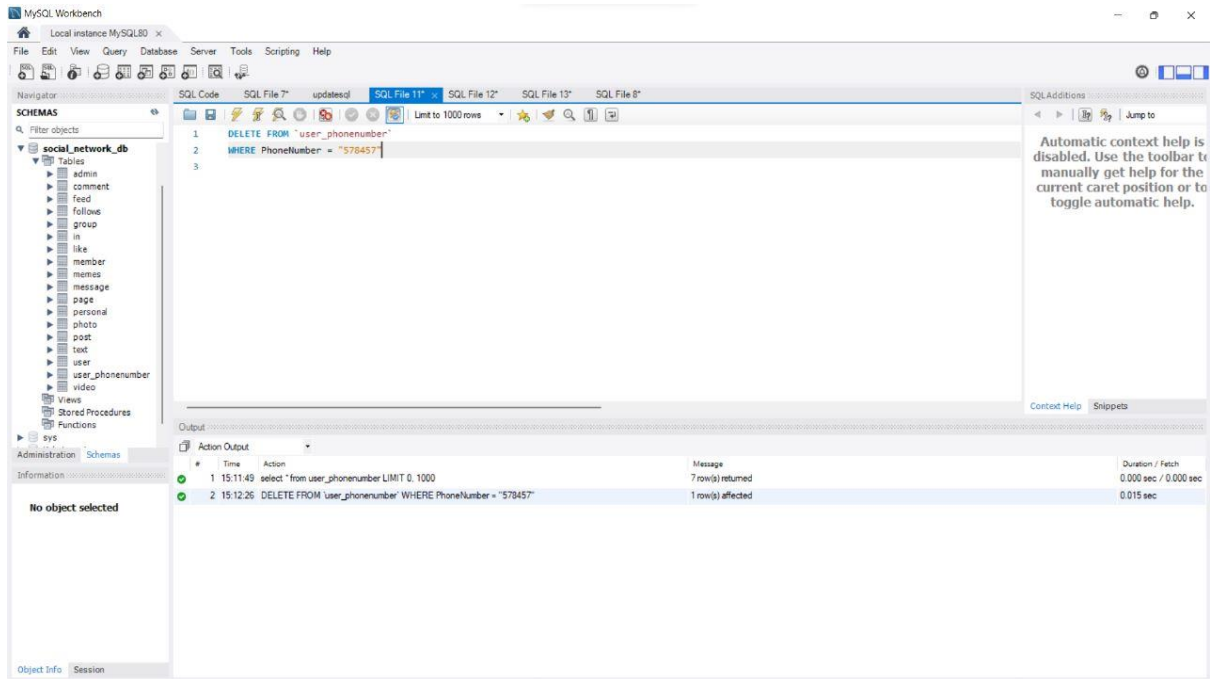 MySQL Workbench
Local instance MySQL80 ×
File Edit View Query Database Server Tools Scripting Help
Navigator
SCHEMAS
Filter objects
social_network_db
Tables
admin
comment
feed
follows
group
in
like
member
memes
message
page
personal
photo
post
text
user
user_phonenumber
video
Views
Stored Procedures
Functions
sys
Administration Schemas
Information
No object selected
Object Info Session
SQL Code SQL File 7* updatesql SQL File 11* × SQL File 12* SQL File 13* SQL File 8*
Limit to 1000 rows
1 DELETE FROM `user_phonenumber`
2 WHERE PhoneNumber = "578457"
3
Output
Action Output
# Time Action Message Duration / Fetch
1 15:11:49 select * from user_phonenumber LIMIT 0, 1000 7 row(s) returned 0.000 sec / 0.000 sec
2 15:12:26 DELETE FROM `user_phonenumber` WHERE PhoneNumber = "578457" 1 row(s) affected 0.015 sec
SQLAdditions
Jump to
Automatic context help is
disabled. Use the toolbar to
manually get help for the
current caret position or to
toggle automatic help.
Context Help Snippets